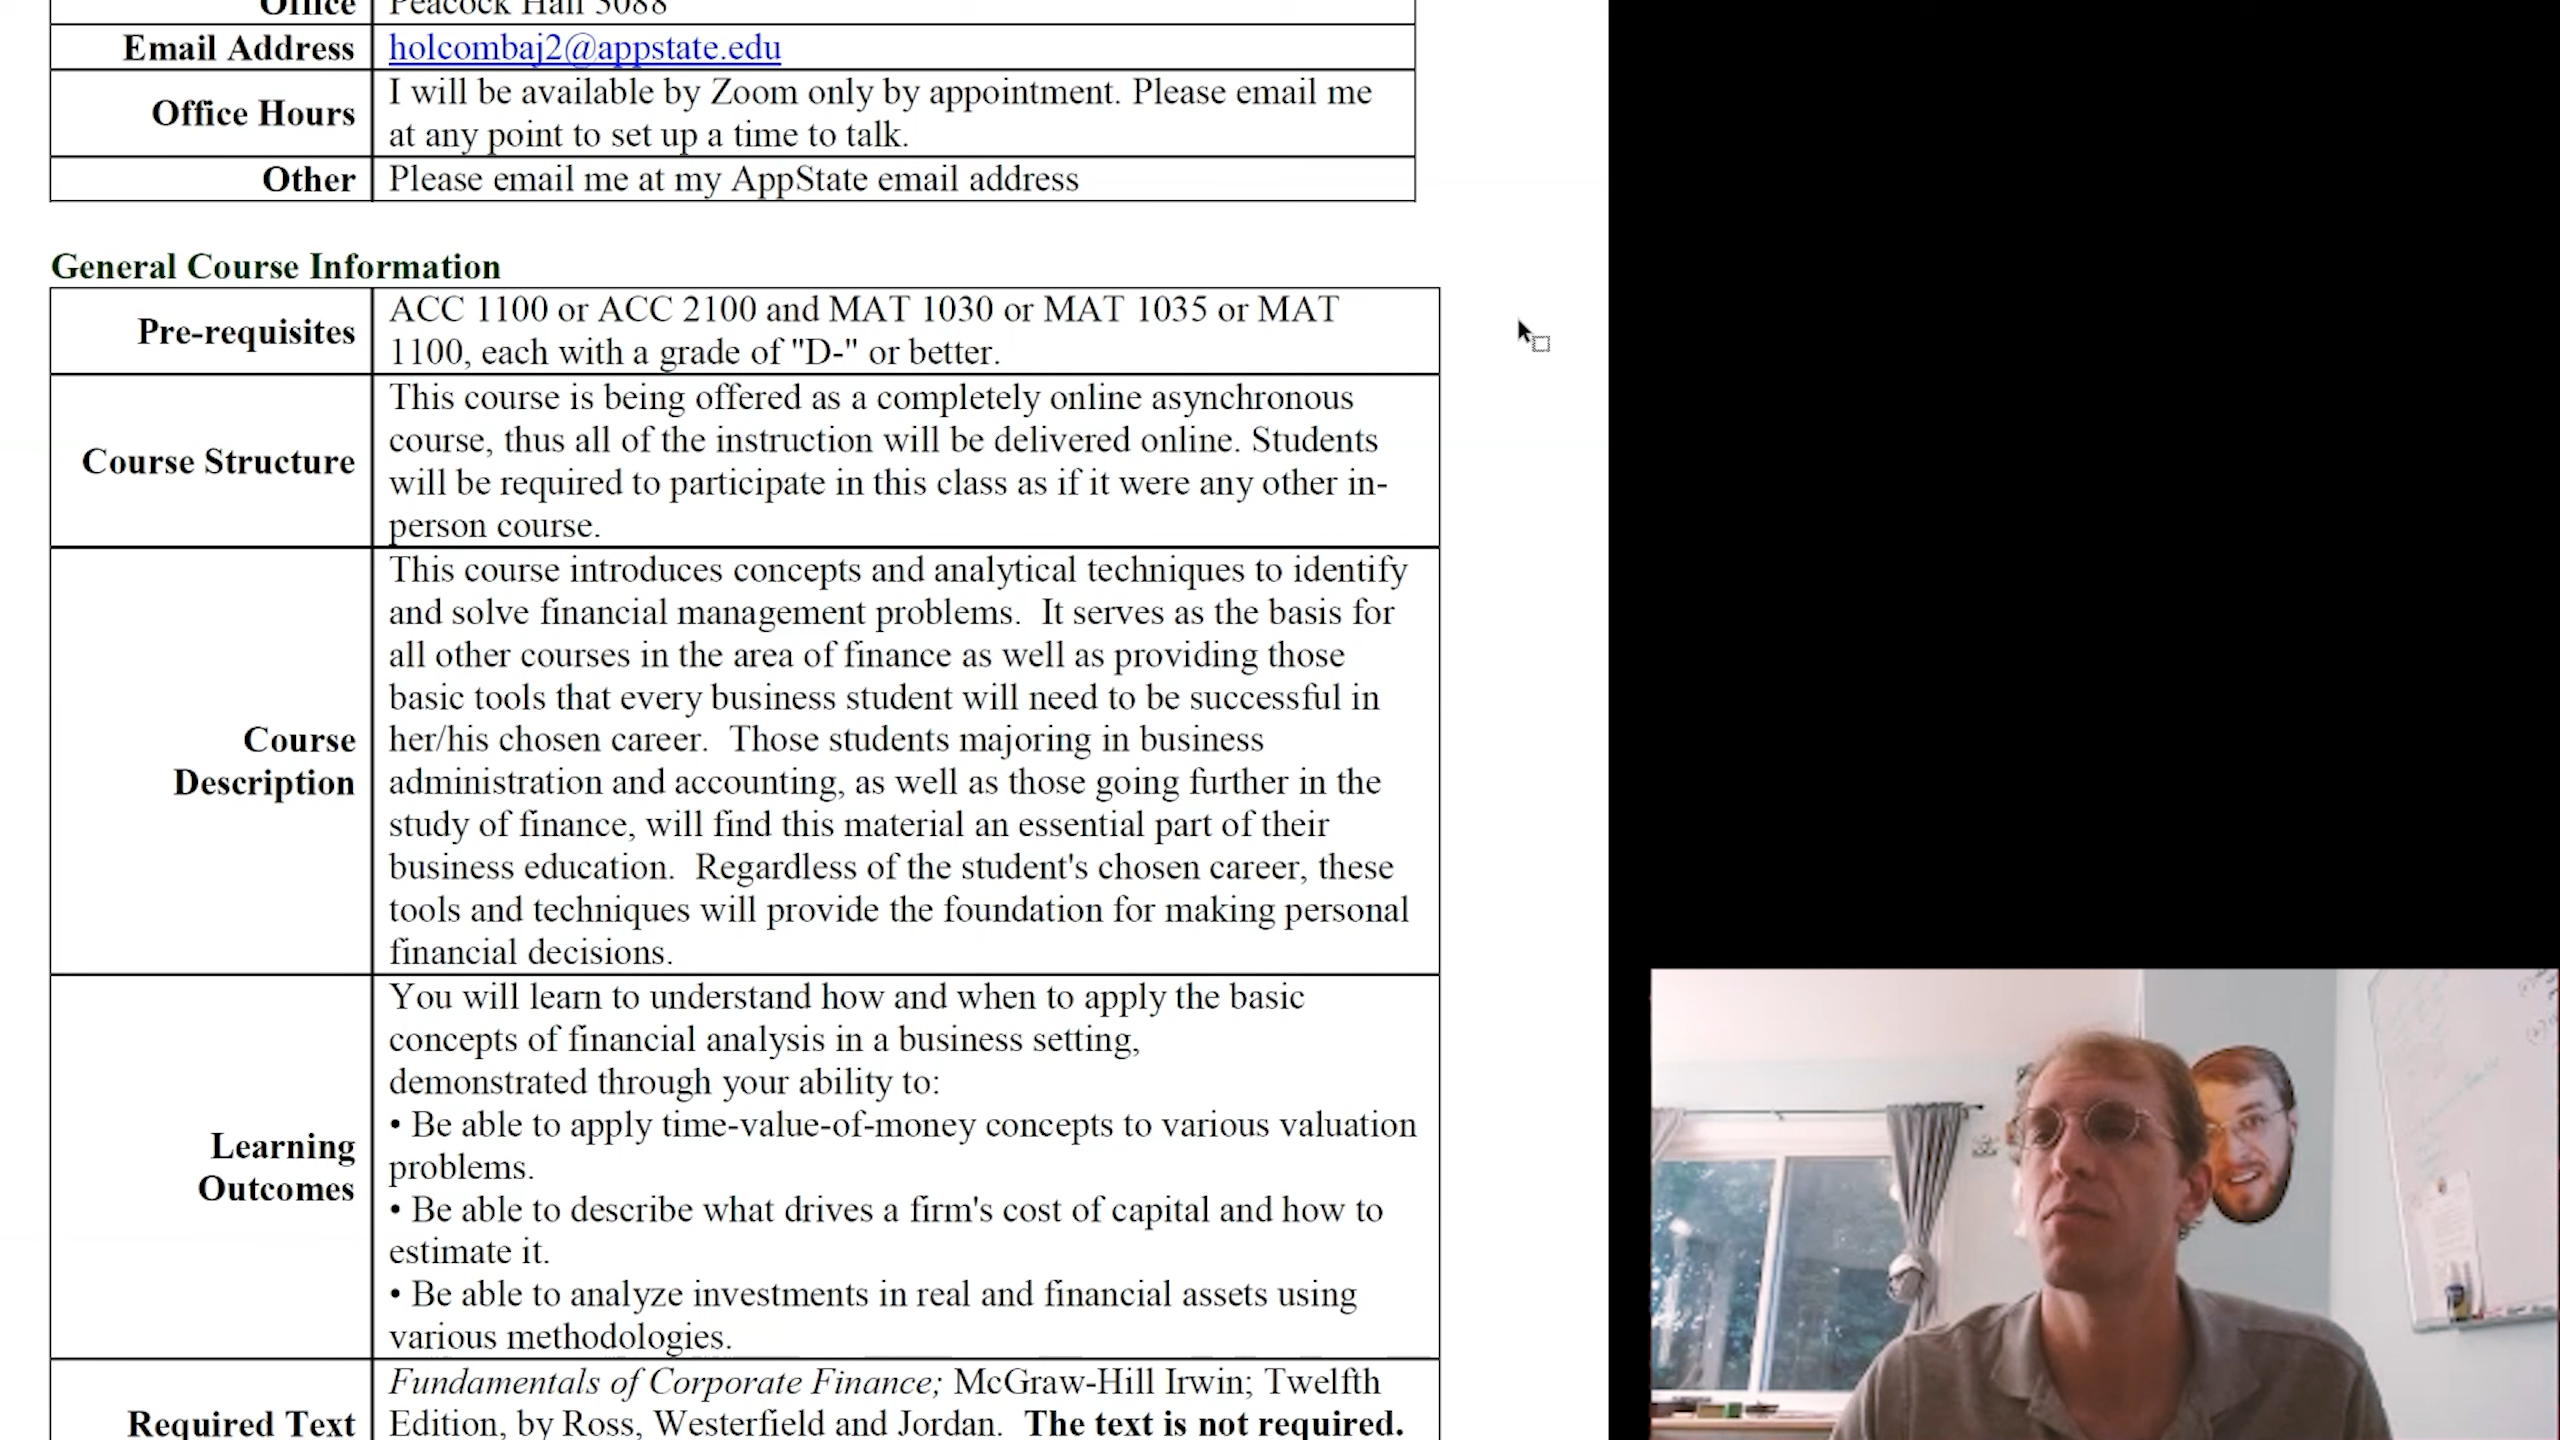 Office Peacock Hall 3088
Email Address holcombaj2@appstate.edu
Office Hours I will be available by Zoom only by appointment. Please email me
at any point to set up a time to talk.
Other Please email me at my AppState email address
General Course Information
Pre-requisites ACC 1100 or ACC 2100 and MAT 1030 or MAT 1035 or MAT
1100, each with a grade of "D-" or better.
Course Structure This course is being offered as a completely online asynchronous
course, thus all of the instruction will be delivered online. Students
will be required to participate in this class as if it were any other in-
person course.
Course
Description
This course introduces concepts and analytical techniques to identify
and solve financial management problems.  It serves as the basis for
all other courses in the area of finance as well as providing those
basic tools that every business student will need to be successful in
her/his chosen career.  Those students majoring in business
administration and accounting, as well as those going further in the
study of finance, will find this material an essential part of their
business education.  Regardless of the student's chosen career, these
tools and techniques will provide the foundation for making personal
financial decisions.
Learning
Outcomes
You will learn to understand how and when to apply the basic
concepts of financial analysis in a business setting,
demonstrated through your ability to:
• Be able to apply time-value-of-money concepts to various valuation
problems.
• Be able to describe what drives a firm's cost of capital and how to
estimate it.
• Be able to analyze investments in real and financial assets using
various methodologies.
Required Text Fundamentals of Corporate Finance; McGraw-Hill Irwin; Twelfth
Edition, by Ross, Westerfield and Jordan.  The text is not required.